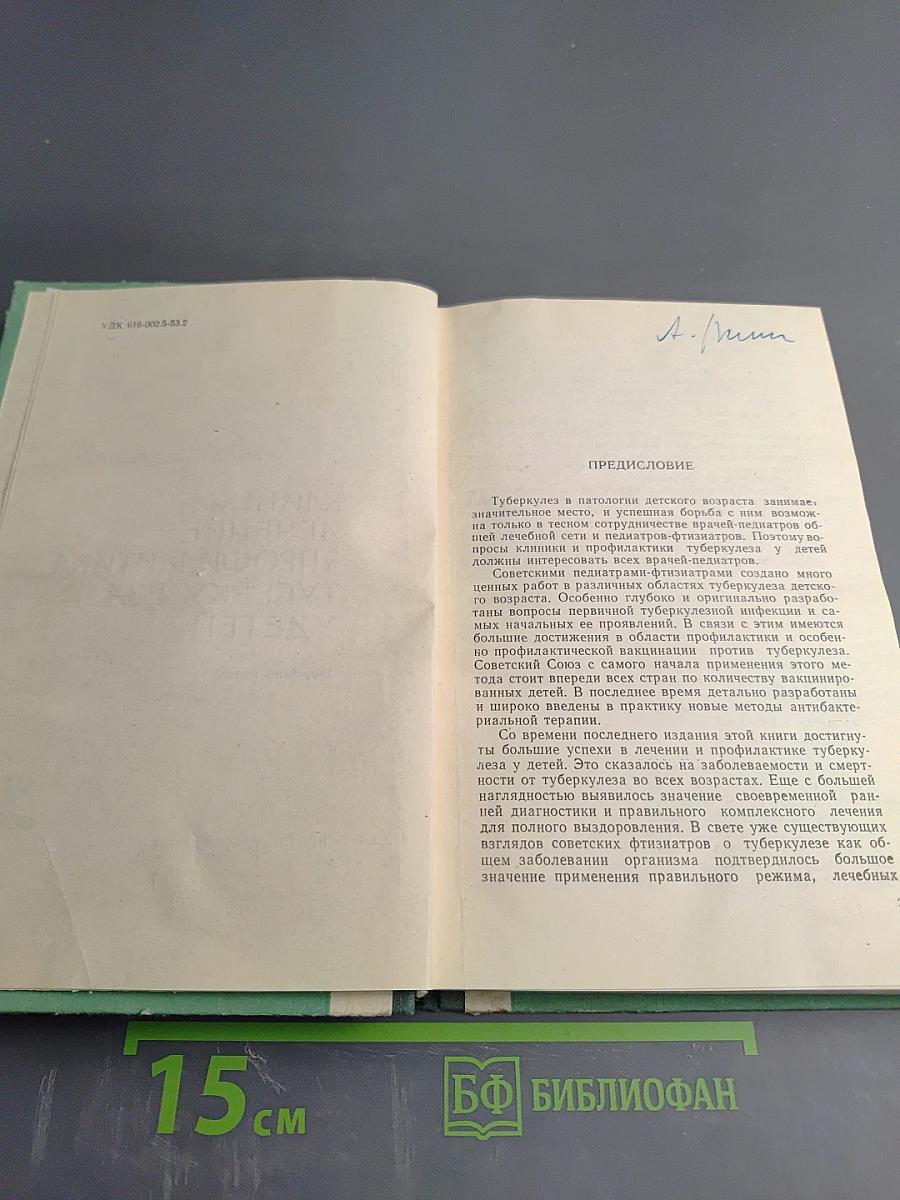 УДК 616-002.5-53.2
ПРЕДИСЛОВИЕ
Туберкулез в патологии детского возраста занимает
значительное место, и успешная борьба с ним возмож-
на только в тесном сотрудничестве врачей-педиатров об-
щей лечебной сети и педиатров-фтизиатров. Поэтому во-
просы клиники и профилактики туберкулеза у детей
должны интересовать всех врачей-педиатров.
Советскими педиатрами-фтизиатрами создано много
ценных работ в различных областях туберкулеза детско-
го возраста. Особенно глубоко и оригинально разрабо-
таны вопросы первичной туберкулезной инфекции и са-
мых начальных ее проявлений. В связи с этим имеются
большие достижения в области профилактики и особен-
но профилактической вакцинации против туберкулеза.
Советский Союз с самого начала применения этого ме-
тода стоит впереди всех стран по количеству вакциниро-
ванных детей. В последнее время детально разработаны
и широко введены в практику новые методы антибакте-
риальной терапии.
Со времени последнего издания этой книги достигну-
ты большие успехи в лечении и профилактике туберку-
леза у детей. Это сказалось на заболеваемости и смерт-
ности от туберкулеза во всех возрастах. Еще с большей
наглядностью выявилось значение своевременной ран-
ней диагностики и правильного комплексного лечения
для полного выздоровления. В свете уже существующих
взглядов советских фтизиатров о туберкулезе как об-
щем заболевании организма подтвердилось большое
значение применения правильного режима, лечебных
15 см
БФ БИБЛИОФАН